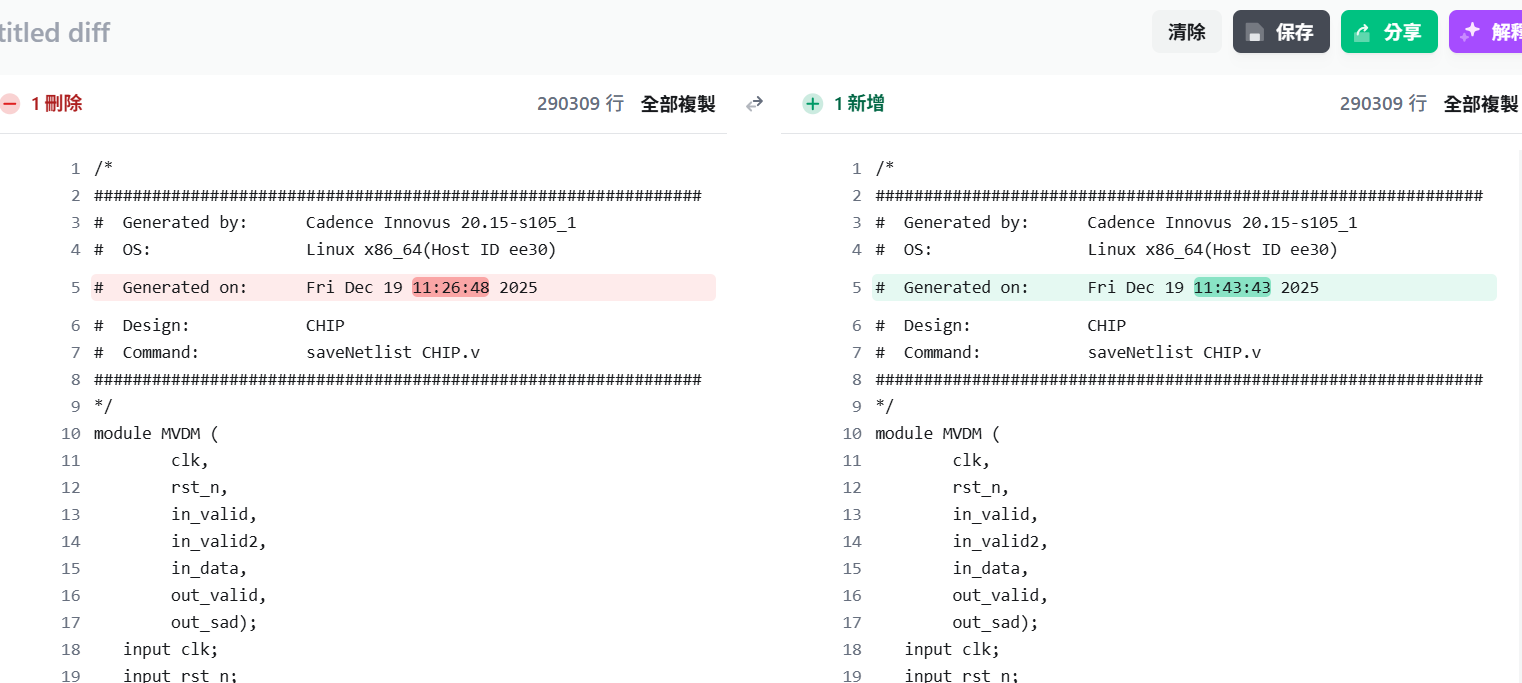 titled diff 清除 保存 分享
1 刪除 290309 行 全部複製 1 新增 290309 行 全部複製
1 /* 1 /*
2 ############################################################### 2 ###############################################################
3 # Generated by: Cadence Innovus 20.15-s105_1 3 # Generated by: Cadence Innovus 20.15-s105_1
4 # OS: Linux x86_64(Host ID ee30) 4 # OS: Linux x86_64(Host ID ee30)
5 # Generated on: Fri Dec 19 11:26:48 2025 5 # Generated on: Fri Dec 19 11:43:43 2025
6 # Design: CHIP 6 # Design: CHIP
7 # Command: saveNetlist CHIP.v 7 # Command: saveNetlist CHIP.v
8 ############################################################### 8 ###############################################################
9 */ 9 */
10 module MVDM ( 10 module MVDM (
11 clk, 11 clk,
12 rst_n, 12 rst_n,
13 in_valid, 13 in_valid,
14 in_valid2, 14 in_valid2,
15 in_data, 15 in_data,
16 out_valid, 16 out_valid,
17 out_sad); 17 out_sad);
18 input clk; 18 input clk;
19 input rst_n; 19 input rst_n;